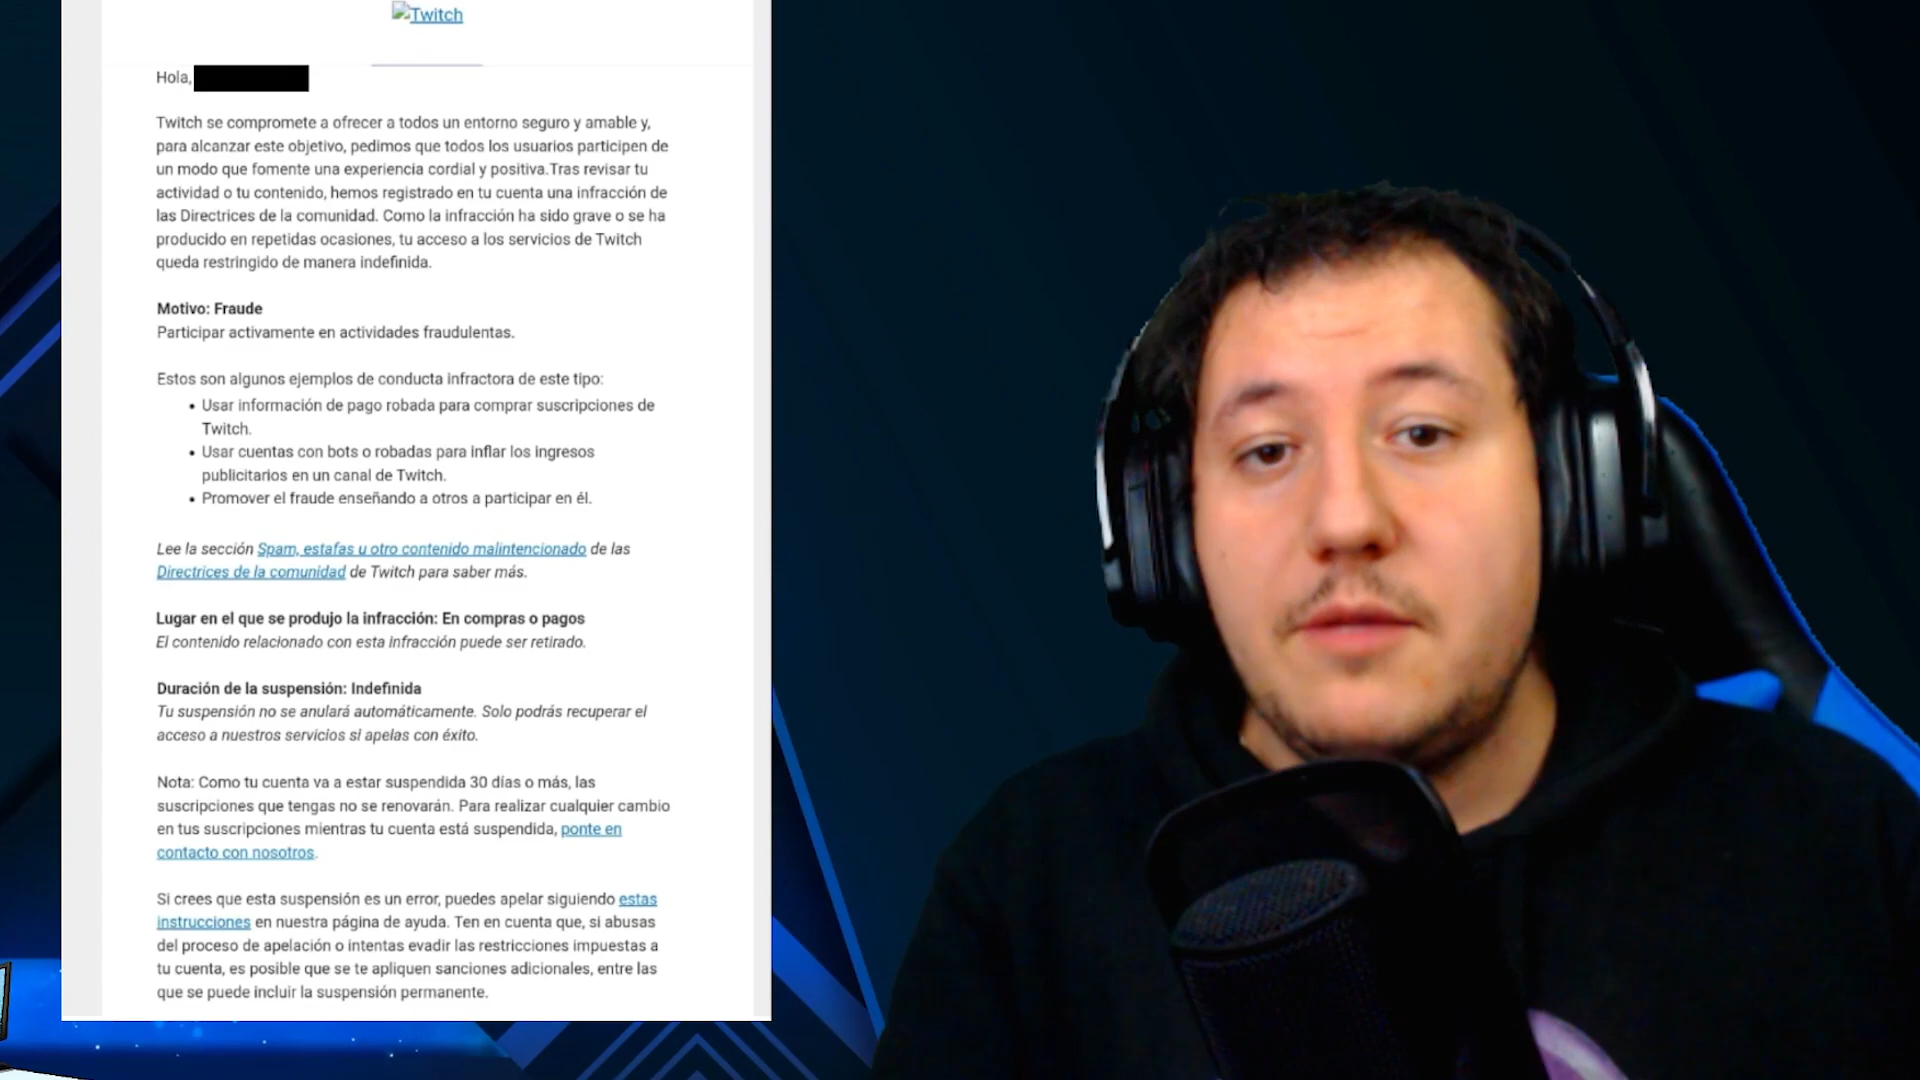 Twitch
Hola,
Twitch se compromete a ofrecer a todos un entorno seguro y amable y,
para alcanzar este objetivo, pedimos que todos los usuarios participen de
un modo que fomente una experiencia cordial y positiva.Tras revisar tu
actividad o tu contenido, hemos registrado en tu cuenta una infracción de
las Directrices de la comunidad. Como la infracción ha sido grave o se ha
producido en repetidas ocasiones, tu acceso a los servicios de Twitch
queda restringido de manera indefinida.
Motivo: Fraude
Participar activamente en actividades fraudulentas.
Estos son algunos ejemplos de conducta infractora de este tipo:
• Usar información de pago robada para comprar suscripciones de
Twitch.
• Usar cuentas con bots o robadas para inflar los ingresos
publicitarios en un canal de Twitch.
• Promover el fraude enseñando a otros a participar en él.
Lee la sección Spam, estafas u otro contenido malintencionado de las
Directrices de la comunidad de Twitch para saber más.
Lugar en el que se produjo la infracción: En compras o pagos
El contenido relacionado con esta infracción puede ser retirado.
Duración de la suspensión: Indefinida
Tu suspensión no se anulará automáticamente. Solo podrás recuperar el
acceso a nuestros servicios si apelas con éxito.
Nota: Como tu cuenta va a estar suspendida 30 días o más, las
suscripciones que tengas no se renovarán. Para realizar cualquier cambio
en tus suscripciones mientras tu cuenta está suspendida, ponte en
contacto con nosotros.
Si crees que esta suspensión es un error, puedes apelar siguiendo estas
instrucciones en nuestra página de ayuda. Ten en cuenta que, si abusas
del proceso de apelación o intentas evadir las restricciones impuestas a
tu cuenta, es posible que se te apliquen sanciones adicionales, entre las
que se puede incluir la suspensión permanente.